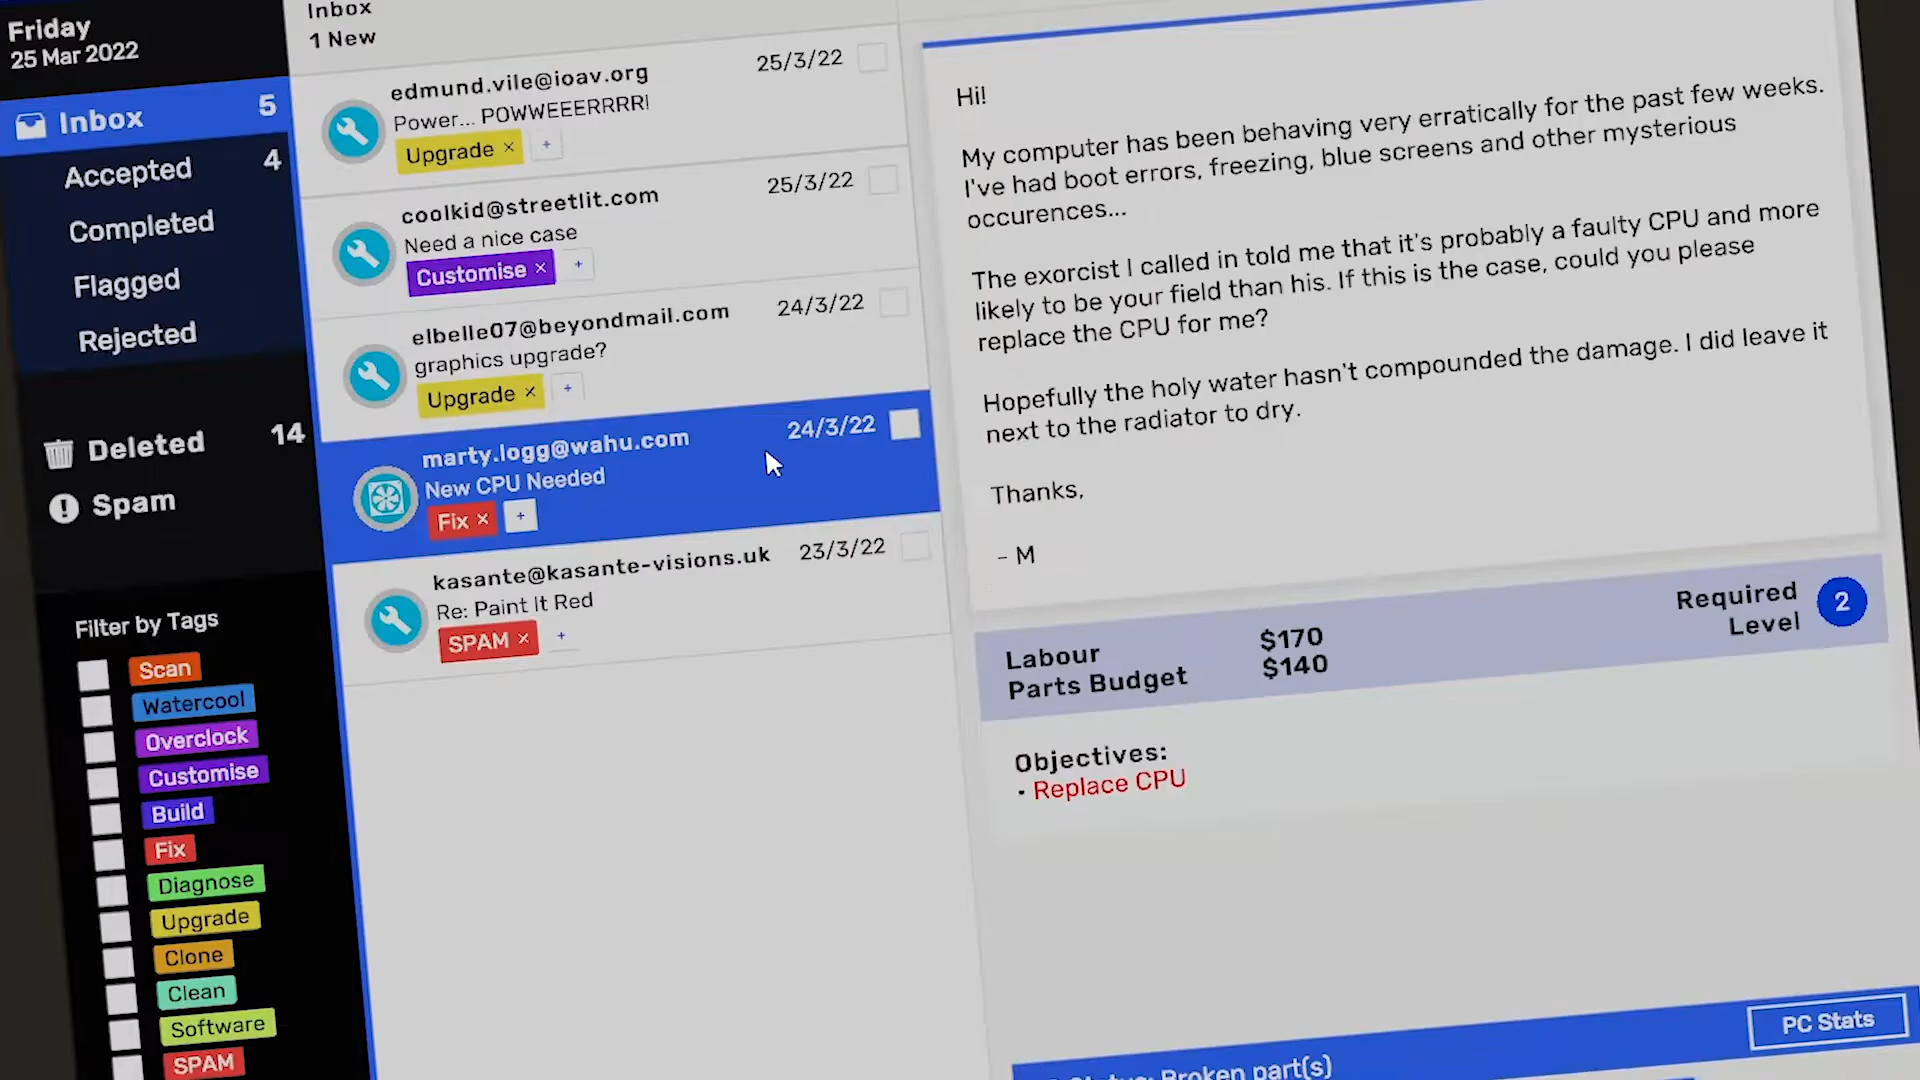 Friday
25 Mar 2022
Inbox 5
Accepted 4
Completed
Flagged
Rejected
Deleted 14
Spam
Filter by Tags
Scan
Watercool
Overclock
Customise
Build
Fix
Diagnose
Upgrade
Clone
Clean
Software
SPAM
Inbox
1 New
edmund.vile@ioav.org 25/3/22
Power... POWWEEERRRR!
Upgrade × +
coolkid@streetlit.com 25/3/22
Need a nice case
Customise × +
elbelle07@beyondmail.com 24/3/22
graphics upgrade?
Upgrade × +
marty.logg@wahu.com 24/3/22
New CPU Needed
Fix × +
kasante@kasante-visions.uk 23/3/22
Re: Paint It Red
SPAM × +
Hi!
My computer has been behaving very erratically for the past few weeks.
I've had boot errors, freezing, blue screens and other mysterious
occurences...
The exorcist I called in told me that it's probably a faulty CPU and more
likely to be your field than his. If this is the case, could you please
replace the CPU for me?
Hopefully the holy water hasn't compounded the damage. I did leave it
next to the radiator to dry.
Thanks,
- M
Labour $170
Parts Budget $140
Required
Level 2
Objectives:
- Replace CPU
PC Stats
Status: Broken part(s)